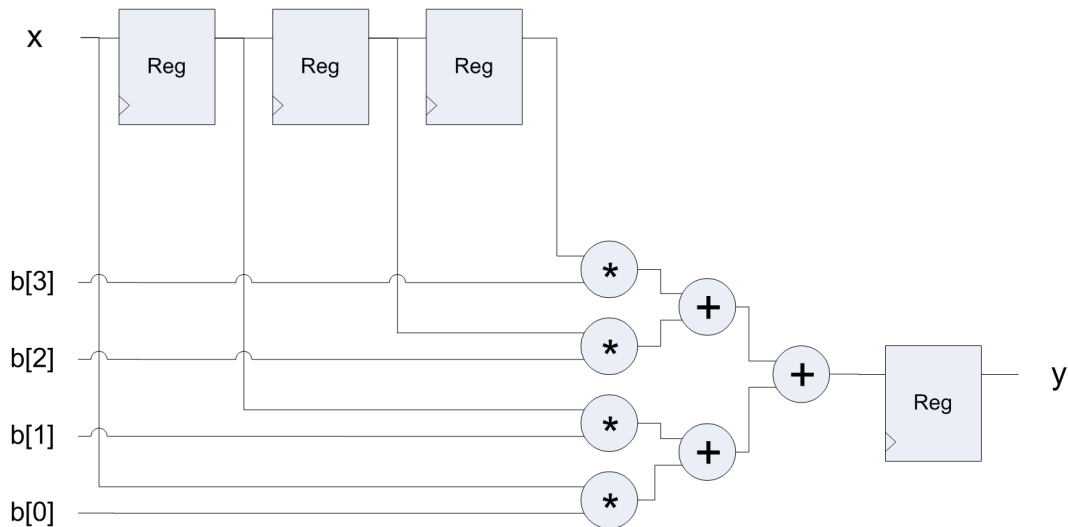 x
Reg
Reg
Reg
b[3]
*
+
b[2]
*
+
y
Reg
b[1]
*
+
b[0]
*